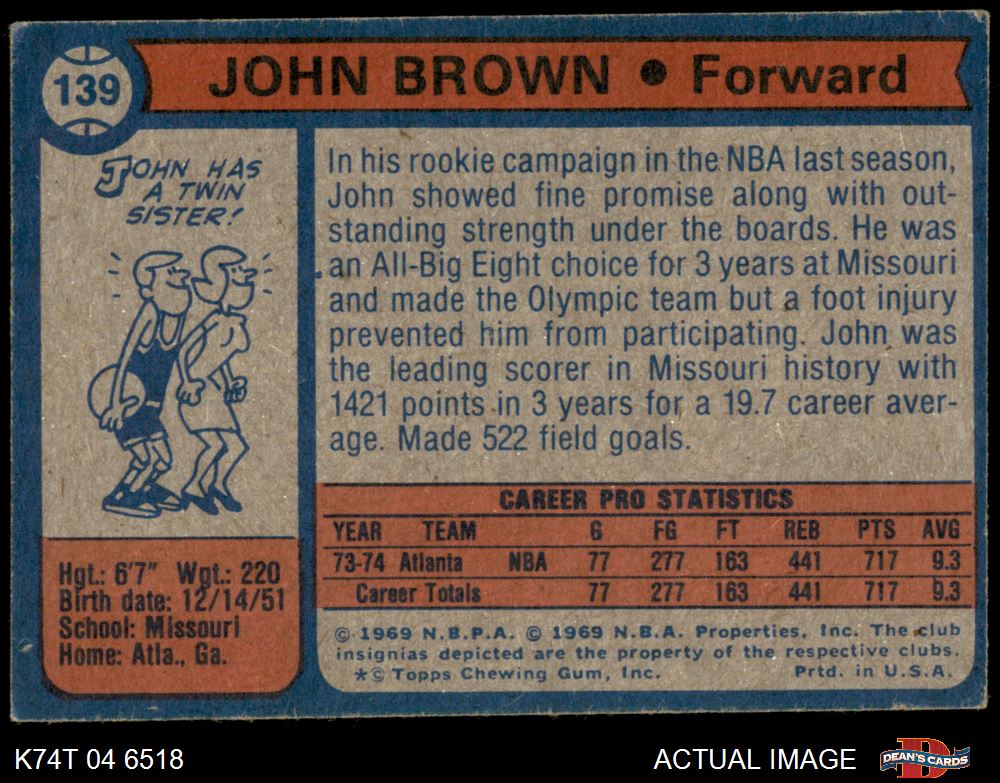 139
JOHN BROWN • Forward
JOHN HAS
A TWIN
SISTER!
In his rookie campaign in the NBA last season,
John showed fine promise along with out-
standing strength under the boards. He was
an All-Big Eight choice for 3 years at Missouri
and made the Olympic team but a foot injury
prevented him from participating. John was
the leading scorer in Missouri history with
1421 points in 3 years for a 19.7 career aver-
age. Made 522 field goals.
CAREER PRO STATISTICS
YEAR TEAM G FG FT REB PTS AVG
73-74 Atlanta NBA 77 277 163 441 717 9.3
Career Totals 77 277 163 441 717 9.3
Hgt.: 6'7" Wgt.: 220
Birth date: 12/14/51
School: Missouri
Home: Atla., Ga.
© 1969 N.B.P.A. © 1969 N.B.A. Properties, Inc. The club
insignias depicted are the property of the respective clubs.
*© Topps Chewing Gum, Inc. Prtd. in U.S.A.
K74T 04 6518
ACTUAL IMAGE
D
DEAN'S CARDS